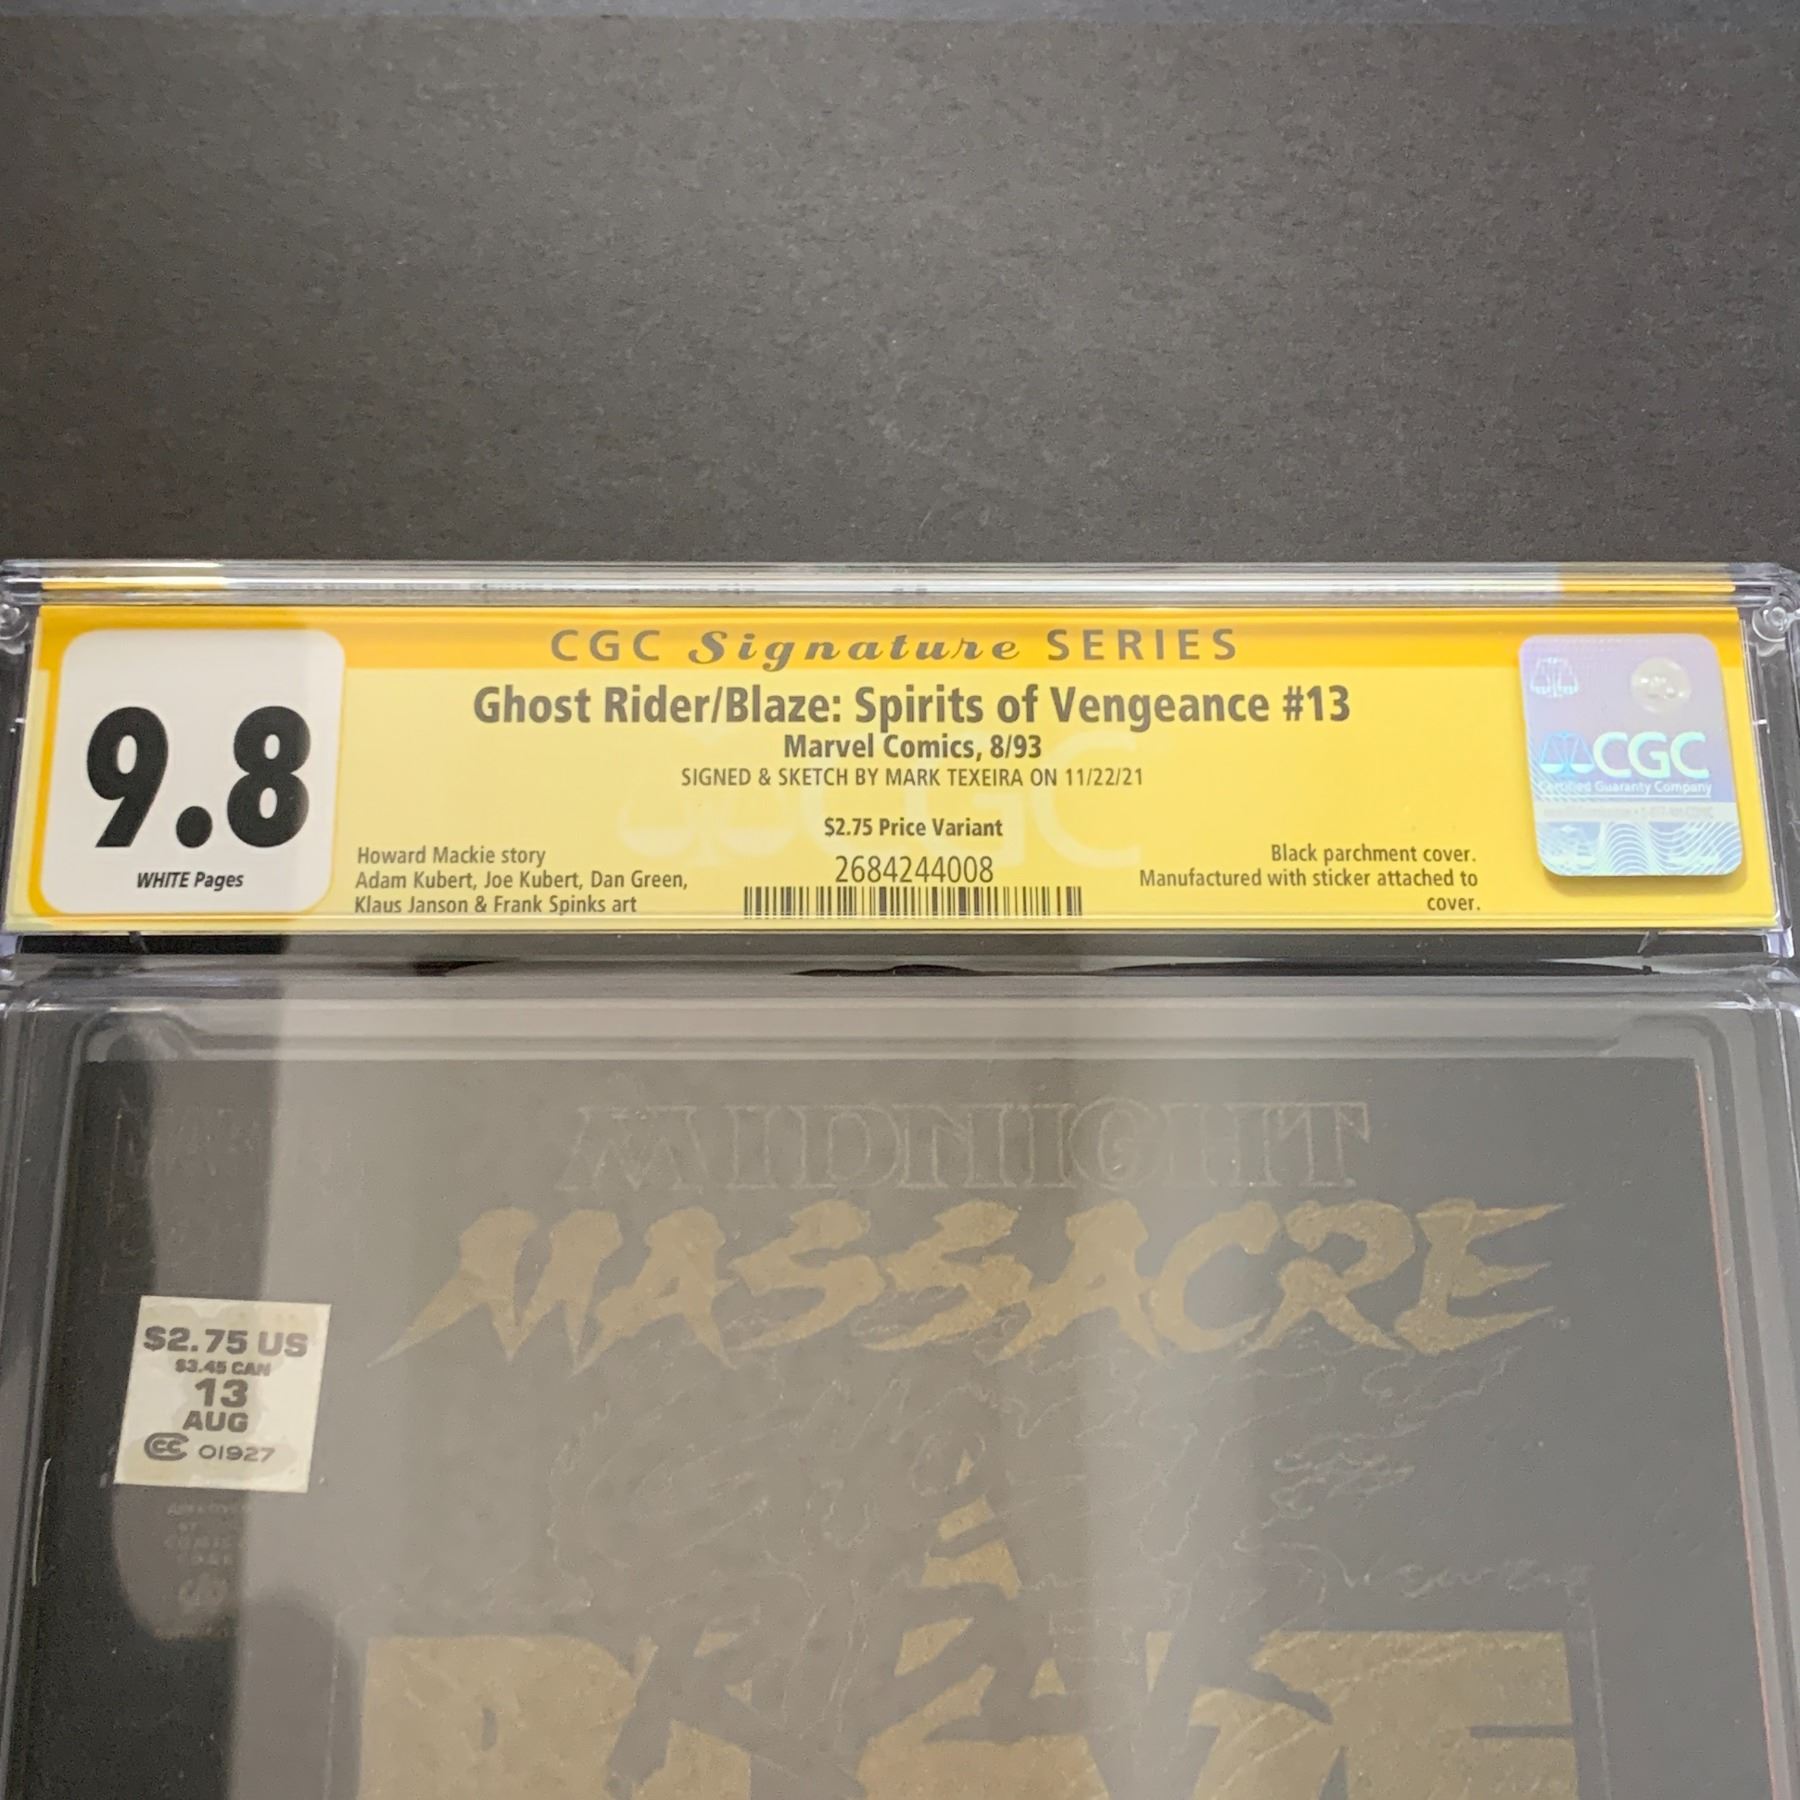 CGC Signature SERIES
Ghost Rider/Blaze: Spirits of Vengeance #13
Marvel Comics, 8/93
SIGNED & SKETCH BY MARK TEXEIRA ON 11/22/21
$2.75 Price Variant
2684244008
9.8
WHITE Pages
Howard Mackie story
Adam Kubert, Joe Kubert, Dan Green,
Klaus Janson & Frank Spinks art
Black parchment cover.
Manufactured with sticker attached to
cover.
CGC
Certified Guaranty Company
MIDNIGHT
MASSACRE
$2.75 US
$3.45 CAN
13
AUG
CC 01927